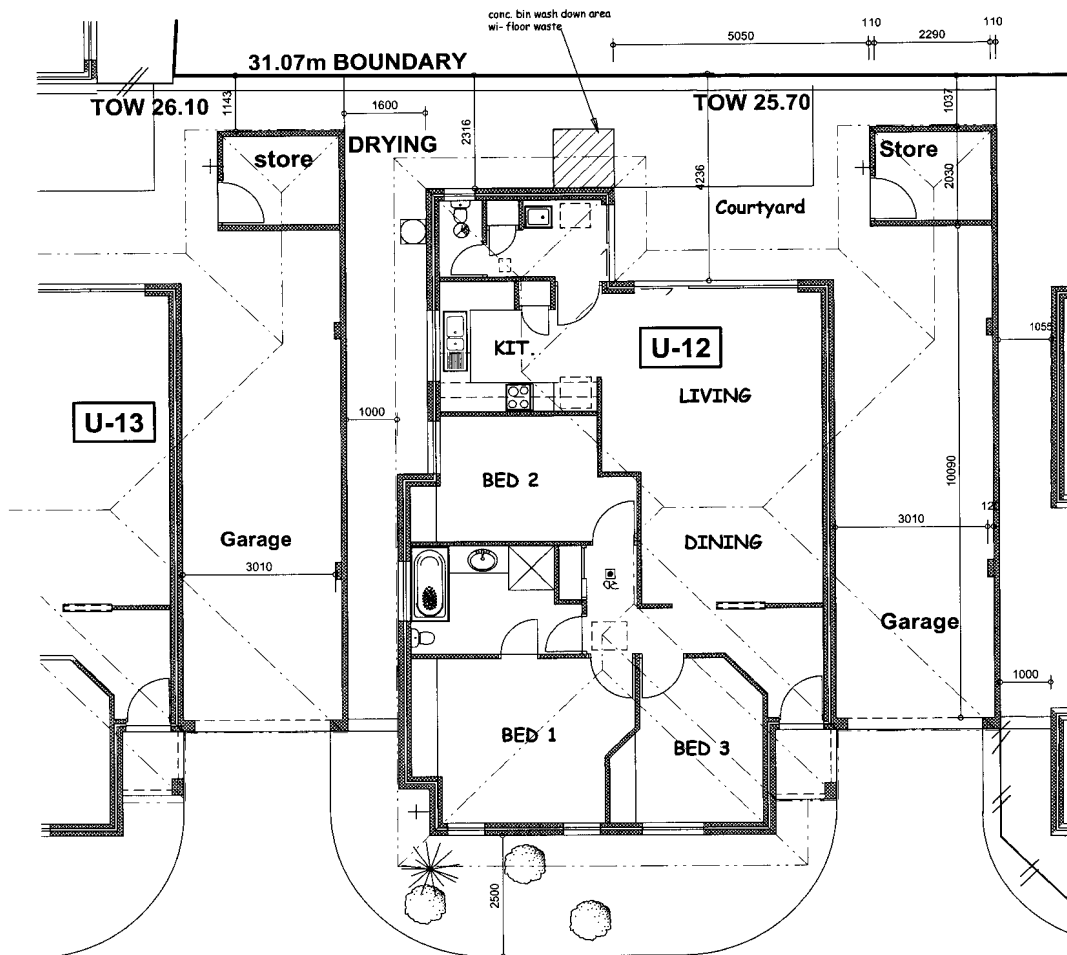 conc. bin wash down area
wi- floor waste
110
110
5050
2290
31.07m BOUNDARY
TOW 26.10
TOW 25.70
1143
1600
2316
4236
1037
DRYING
store
Store
2030
Courtyard
KIT.
U-12
LIVING
1055
U-13
1000
BED 2
10090
Garage
DINING
3010
3010
120
Garage
1000
BED 1
BED 3
2500